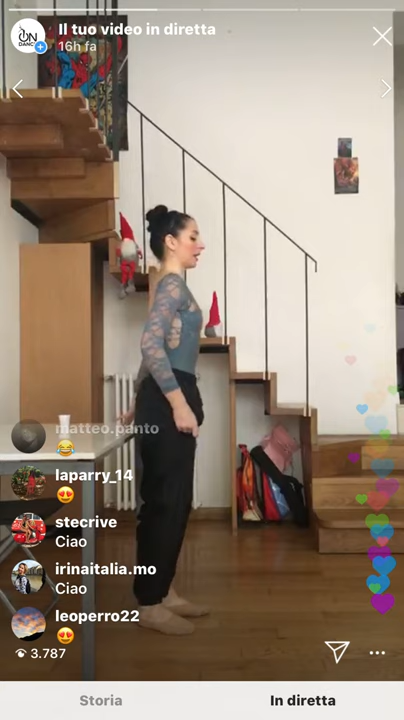 ON
DANCE
Il tuo video in diretta
16h fa
matteo.panto
laparry_14
stecrive
Ciao
irinaitalia.mo
Ciao
leoperro22
3.787
Storia
In diretta